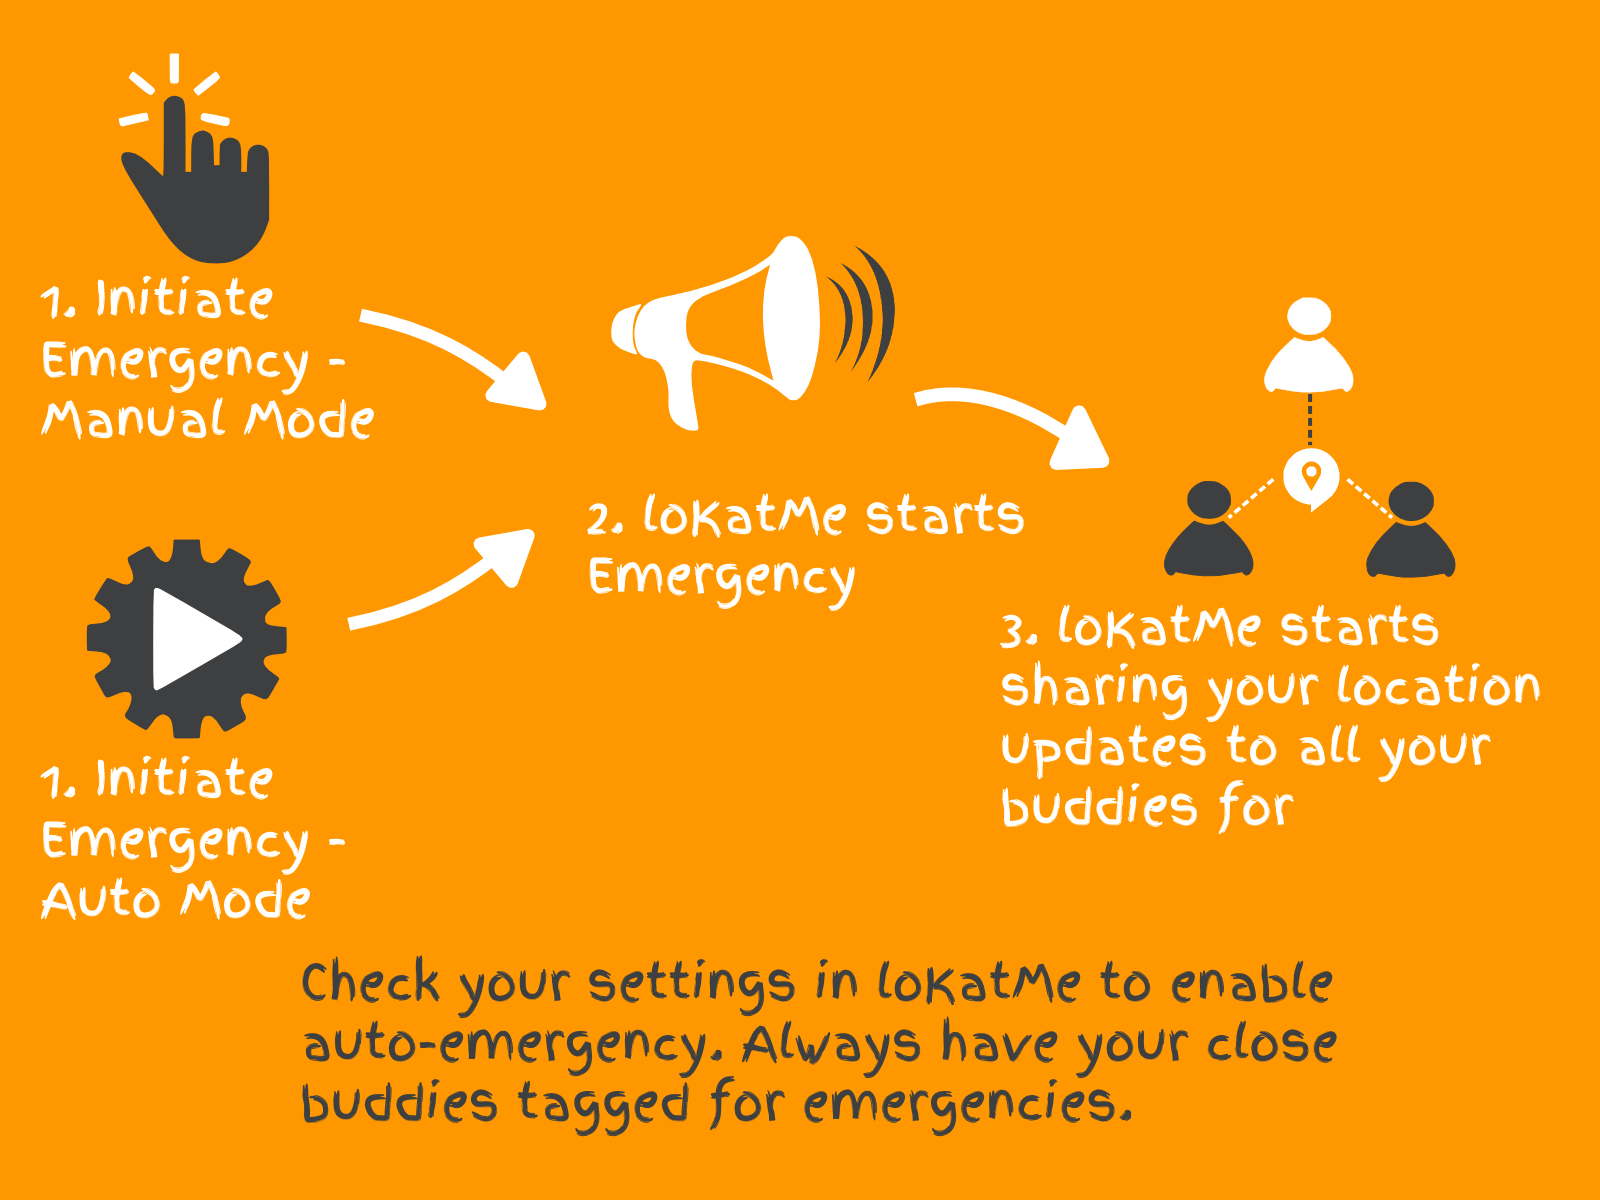 1. Initiate
Emergency -
Manual Mode
1. Initiate
Emergency -
Auto Mode
2. loKatMe starts
Emergency
3. loKatMe starts
sharing your location
updates to all your
buddies for
Check your settings in loKatMe to enable
auto-emergency. Always have your close
buddies tagged for emergencies.